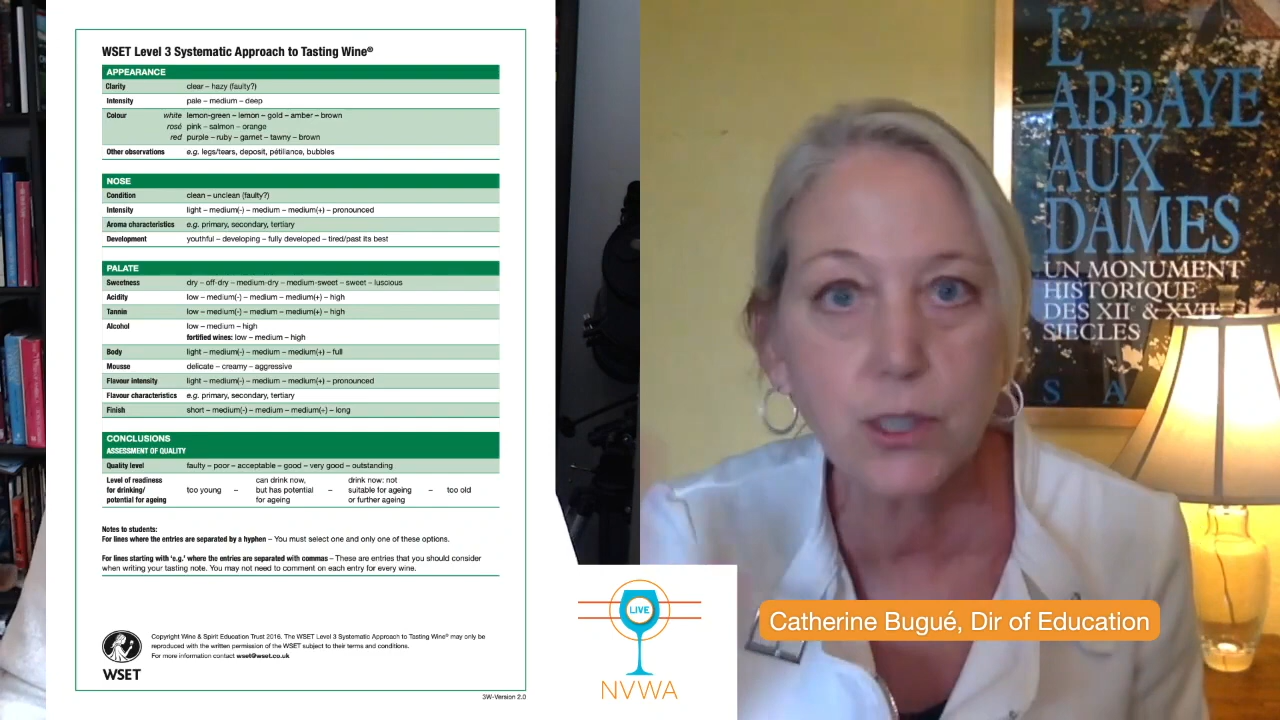 WSET Level 3 Systematic Approach to Tasting Wine®
APPEARANCE
Clarity clear – hazy (faulty?)
Intensity pale – medium – deep
Colour white lemon-green – lemon – gold – amber – brown
rosé pink – salmon – orange
red purple – ruby – garnet – tawny – brown
Other observations e.g. legs/tears, deposit, pétillance, bubbles
NOSE
Condition clean – unclean (faulty?)
Intensity light – medium(-) – medium – medium(+) – pronounced
Aroma characteristics e.g. primary, secondary, tertiary
Development youthful – developing – fully developed – tired/past its best
PALATE
Sweetness dry – off-dry – medium-dry – medium-sweet – sweet – luscious
Acidity low – medium(-) – medium – medium(+) – high
Tannin low – medium(-) – medium – medium(+) – high
Alcohol low – medium – high
fortified wines: low – medium – high
Body light – medium(-) – medium – medium(+) – full
Mousse delicate – creamy – aggressive
Flavour intensity light – medium(-) – medium – medium(+) – pronounced
Flavour characteristics e.g. primary, secondary, tertiary
Finish short – medium(-) – medium – medium(+) – long
CONCLUSIONS
ASSESSMENT OF QUALITY
Quality level faulty – poor – acceptable – good – very good – outstanding
Level of readiness can drink now, drink now: not
for drinking/ too young – but has potential – suitable for ageing – too old
potential for ageing for ageing or further ageing
Notes to students:
For lines where the entries are separated by a hyphen – You must select one and only one of these options.
For lines starting with 'e.g.' where the entries are separated with commas – These are entries that you should consider
when writing your tasting note. You may not need to comment on each entry for every wine.
Copyright Wine & Spirit Education Trust 2016. The WSET Level 3 Systematic Approach to Tasting Wine® may only be
reproduced with the written permission of the WSET subject to their terms and conditions.
For more information contact wset@wset.co.uk
WSET
3W-Version 2.0
LIVE
NVWA
L'
ABBAYE
AUX
DAMES
UN MONUMENT
HISTORIQUE
DES XIIe & XVIIe
SIECLES
S A
Catherine Bugué, Dir of Education